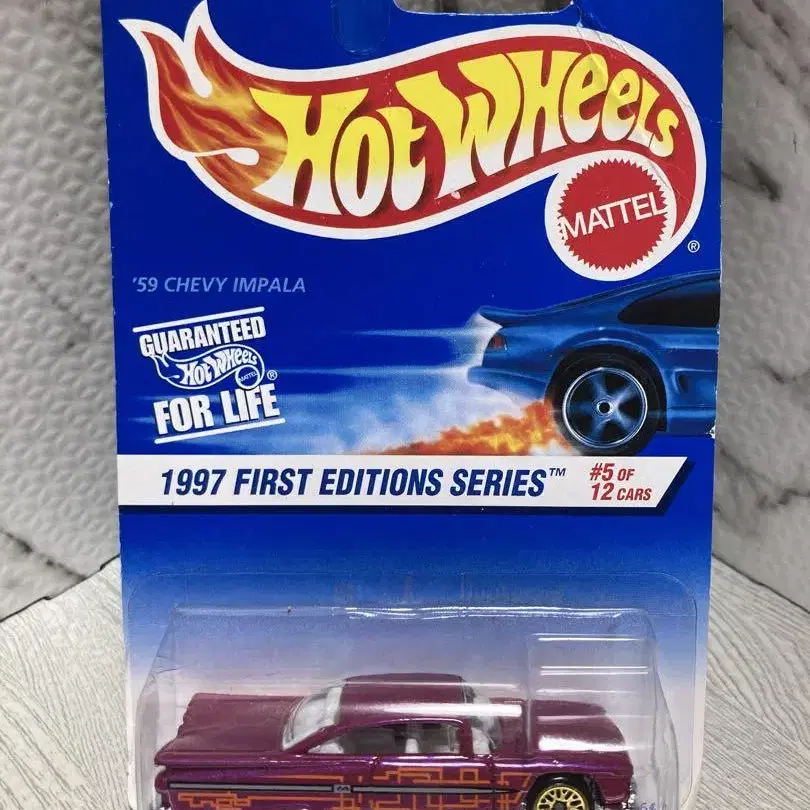 HOT WHEELS
MATTEL
®
'59 CHEVY IMPALA
GUARANTEED
HOT WHEELS ®
MATTEL
FOR LIFE
1997 FIRST EDITIONS SERIES™
#5 OF
12 CARS